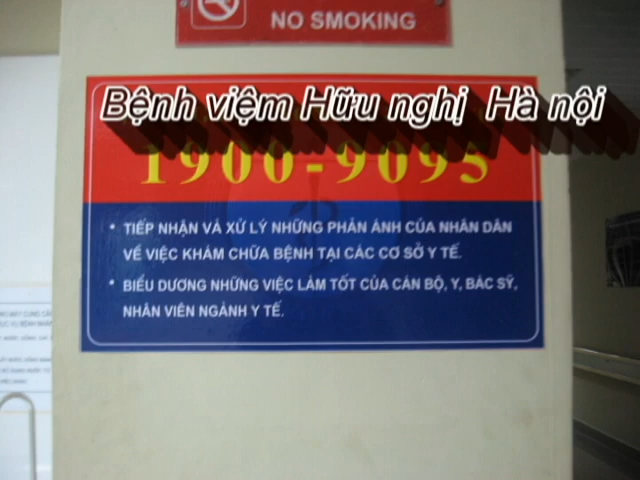 NO SMOKING
Bệnh việm Hữu nghị Hà nội
1900-9095
• TIẾP NHẬN VÀ XỬ LÝ NHỮNG PHẢN ÁNH CỦA NHÂN DÂN
VỀ VIỆC KHÁM CHỮA BỆNH TẠI CÁC CƠ SỞ Y TẾ.
• BIỂU DƯƠNG NHỮNG VIỆC LÀM TỐT CỦA CÁN BỘ, Y, BÁC SỸ,
NHÂN VIÊN NGÀNH Y TẾ.